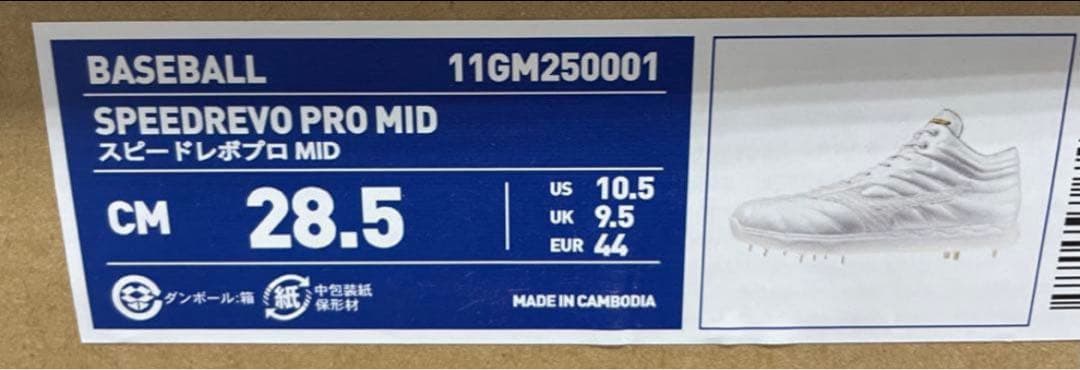 BASEBALL 11GM250001
SPEEDREVO PRO MID
スピードレボプロ MID
CM 28.5
US 10.5
UK 9.5
EUR 44
ダンボール:箱
紙
中包装紙
保形材
MADE IN CAMBODIA